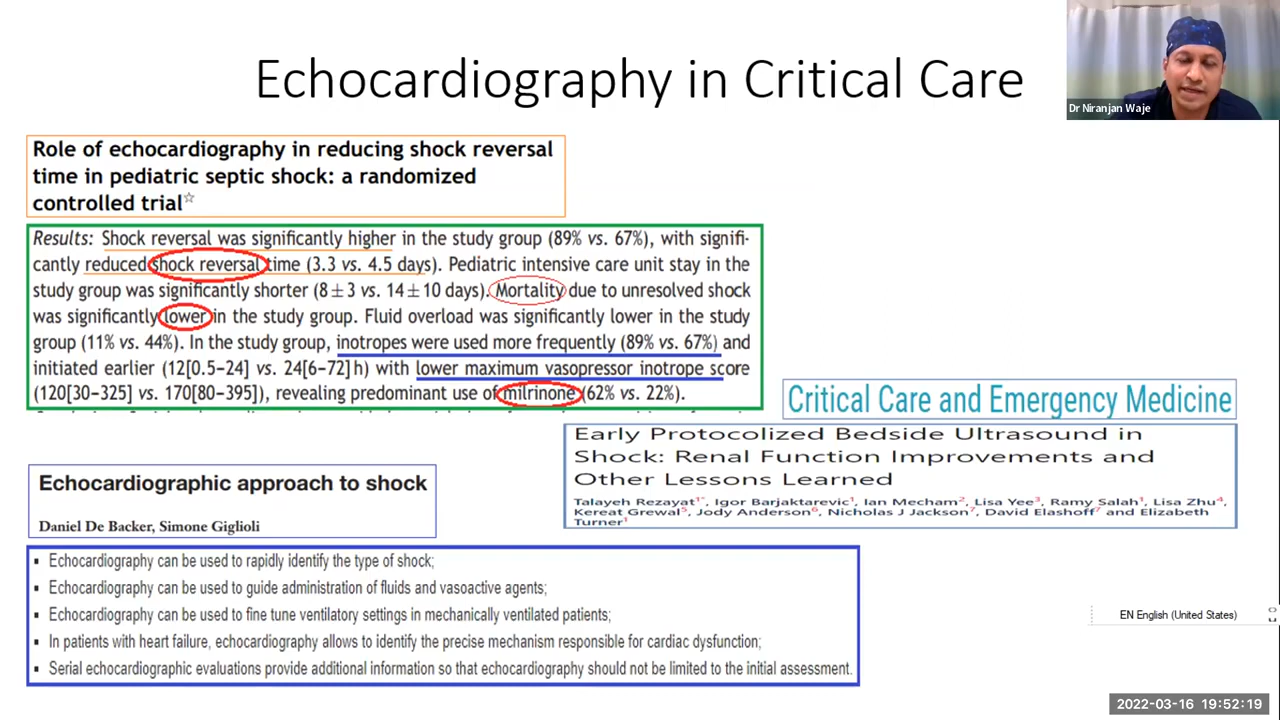 Echocardiography in Critical Care
Dr Niranjan Waje
Role of echocardiography in reducing shock reversal
time in pediatric septic shock: a randomized
controlled trial☆
Results: Shock reversal was significantly higher in the study group (89% vs. 67%), with signifi-
cantly reduced shock reversal time (3.3 vs. 4.5 days). Pediatric intensive care unit stay in the
study group was significantly shorter (8±3 vs. 14±10 days). Mortality due to unresolved shock
was significantly lower in the study group. Fluid overload was significantly lower in the study
group (11% vs. 44%). In the study group, inotropes were used more frequently (89% vs. 67%) and
initiated earlier (12[0.5–24] vs. 24[6–72]h) with lower maximum vasopressor inotrope score
(120[30–325] vs. 170[80–395]), revealing predominant use of milrinone (62% vs. 22%).
Critical Care and Emergency Medicine
Early Protocolized Bedside Ultrasound in
Shock: Renal Function Improvements and
Other Lessons Learned
Talayeh Rezayat1*, Igor Barjaktarevic1, Ian Mecham2, Lisa Yee3, Ramy Salah1, Lisa Zhu4,
Kereat Grewal5, Jody Anderson6, Nicholas J Jackson7, David Elashoff7 and Elizabeth
Turner1
Echocardiographic approach to shock
Daniel De Backer, Simone Giglioli
▪ Echocardiography can be used to rapidly identify the type of shock;
▪ Echocardiography can be used to guide administration of fluids and vasoactive agents;
▪ Echocardiography can be used to fine tune ventilatory settings in mechanically ventilated patients;
▪ In patients with heart failure, echocardiography allows to identify the precise mechanism responsible for cardiac dysfunction;
▪ Serial echocardiographic evaluations provide additional information so that echocardiography should not be limited to the initial assessment.
EN English (United States)
2022-03-16 19:52:19